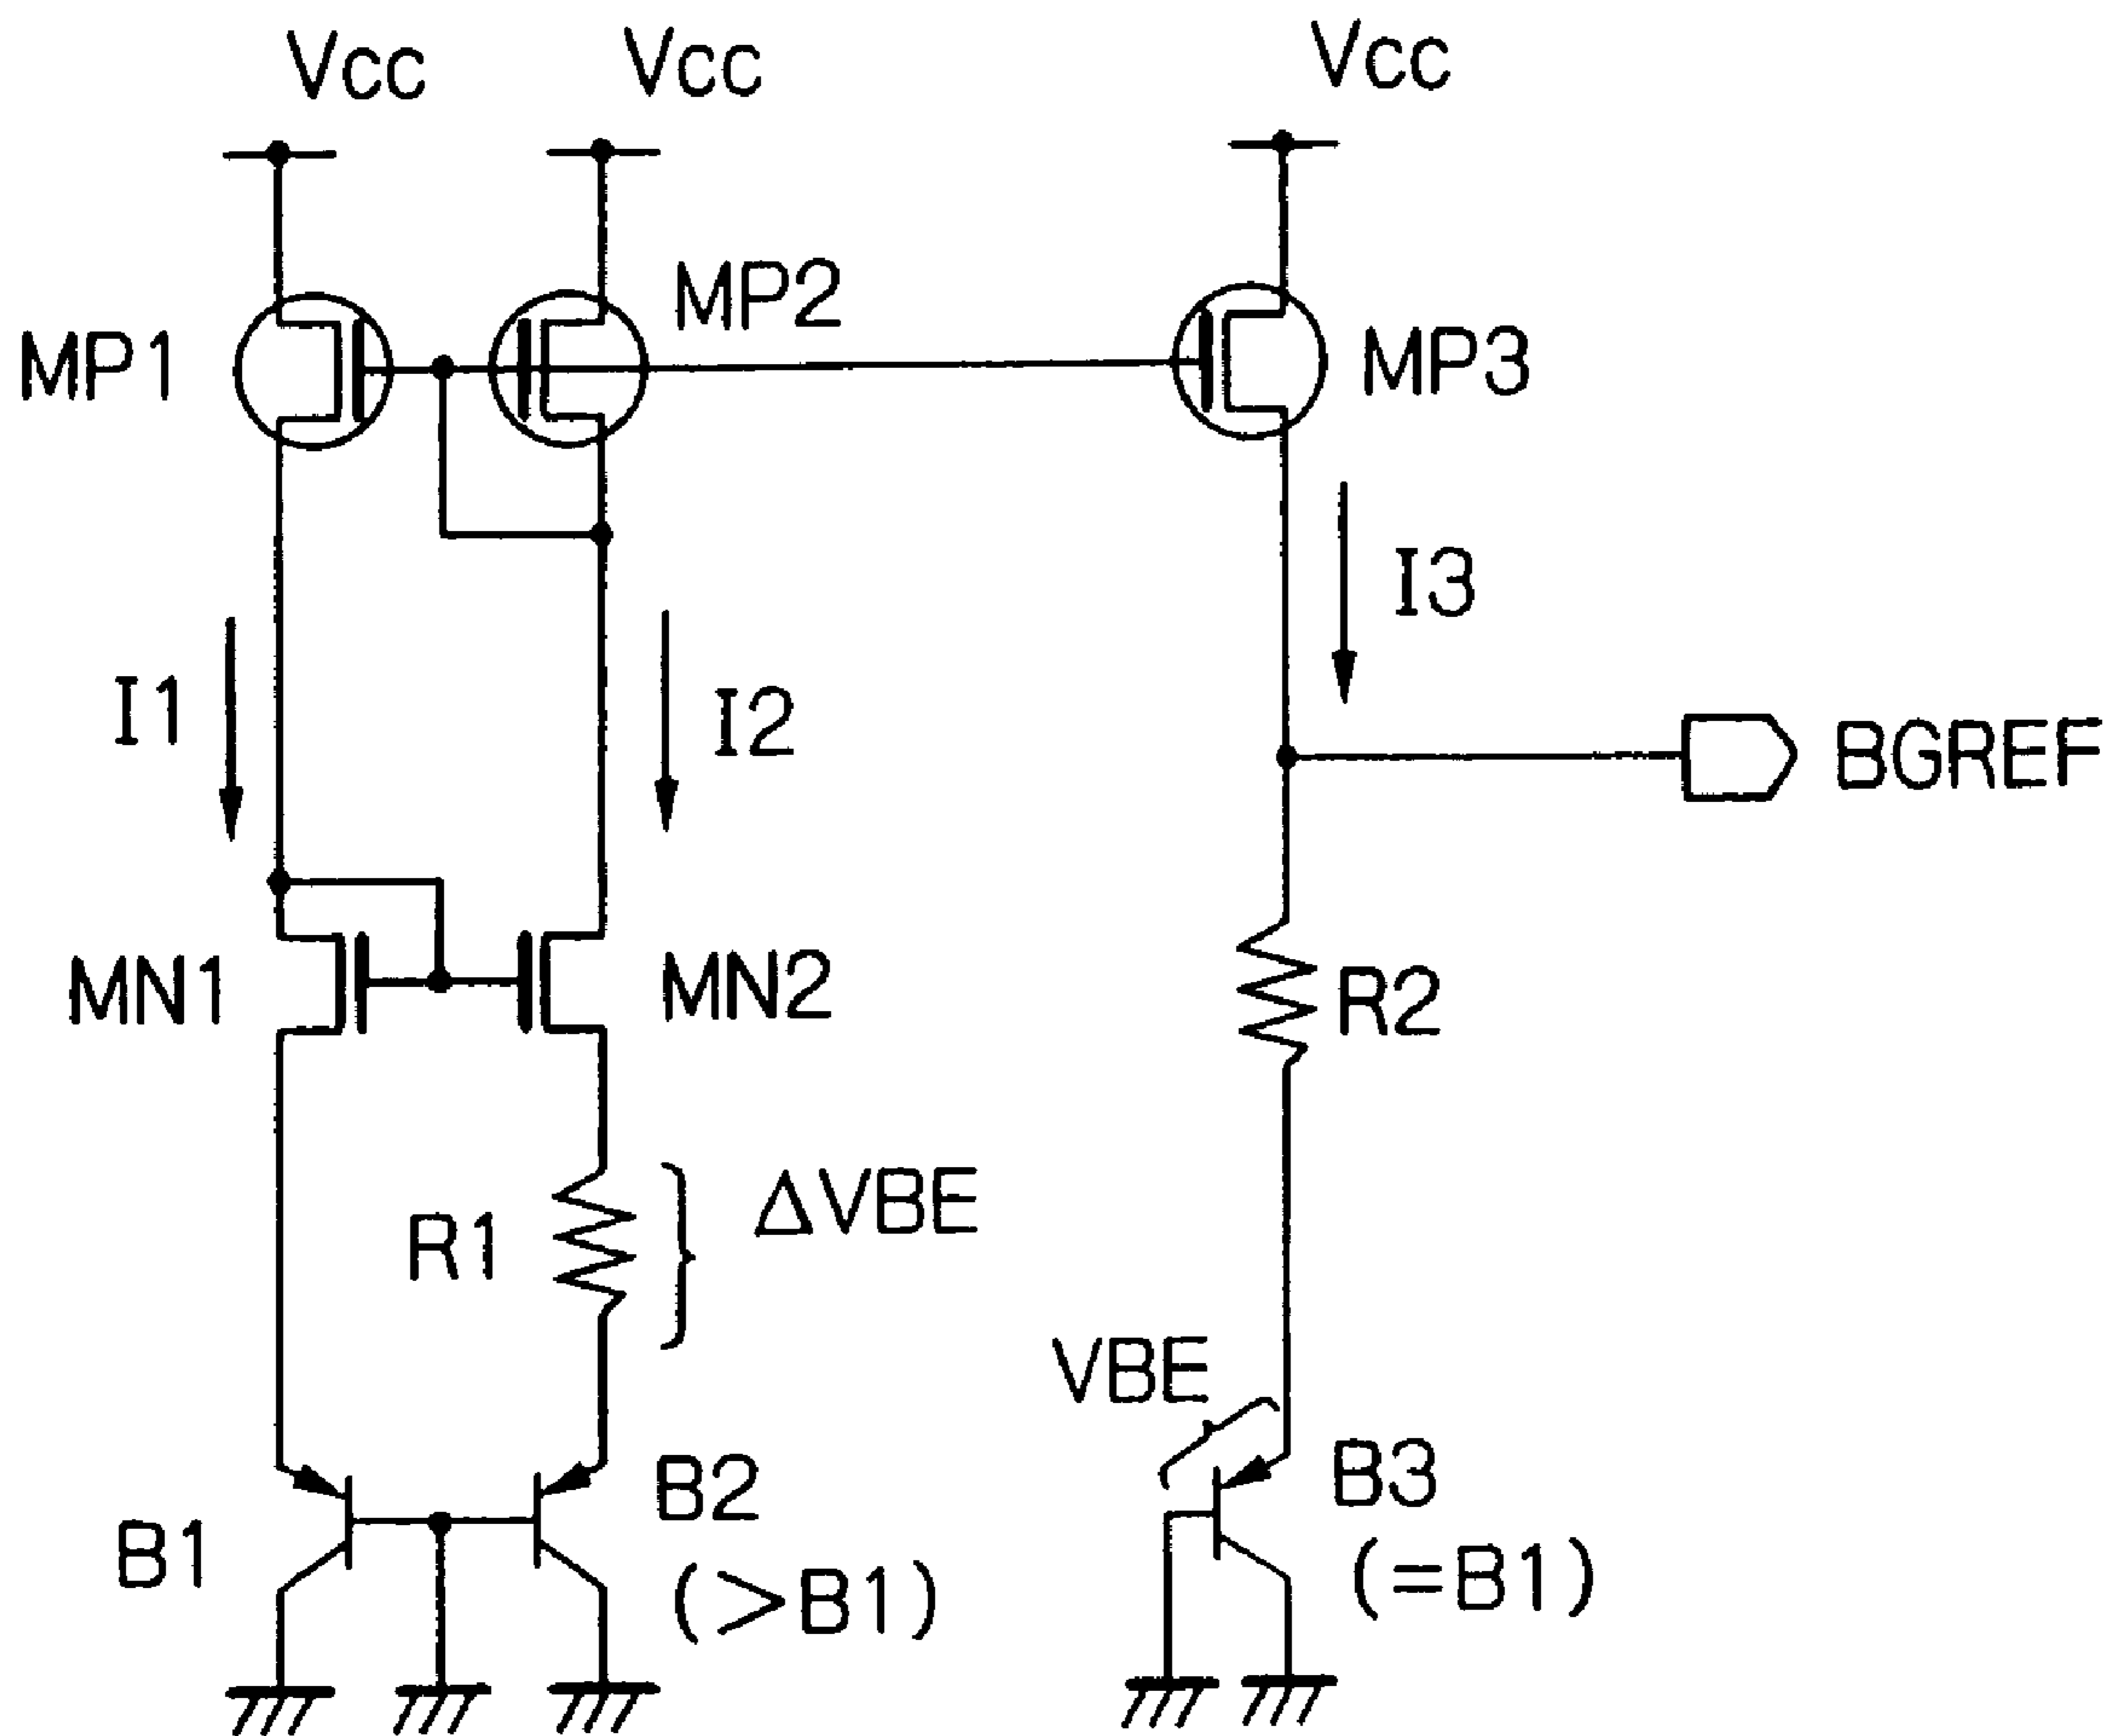 Vcc
Vcc
Vcc
MP1
MP2
MP3
I1
I2
I3
BGREF
MN1
MN2
R2
R1
ΔVBE
VBE
B1
B2
(>B1)
B3
(=B1)